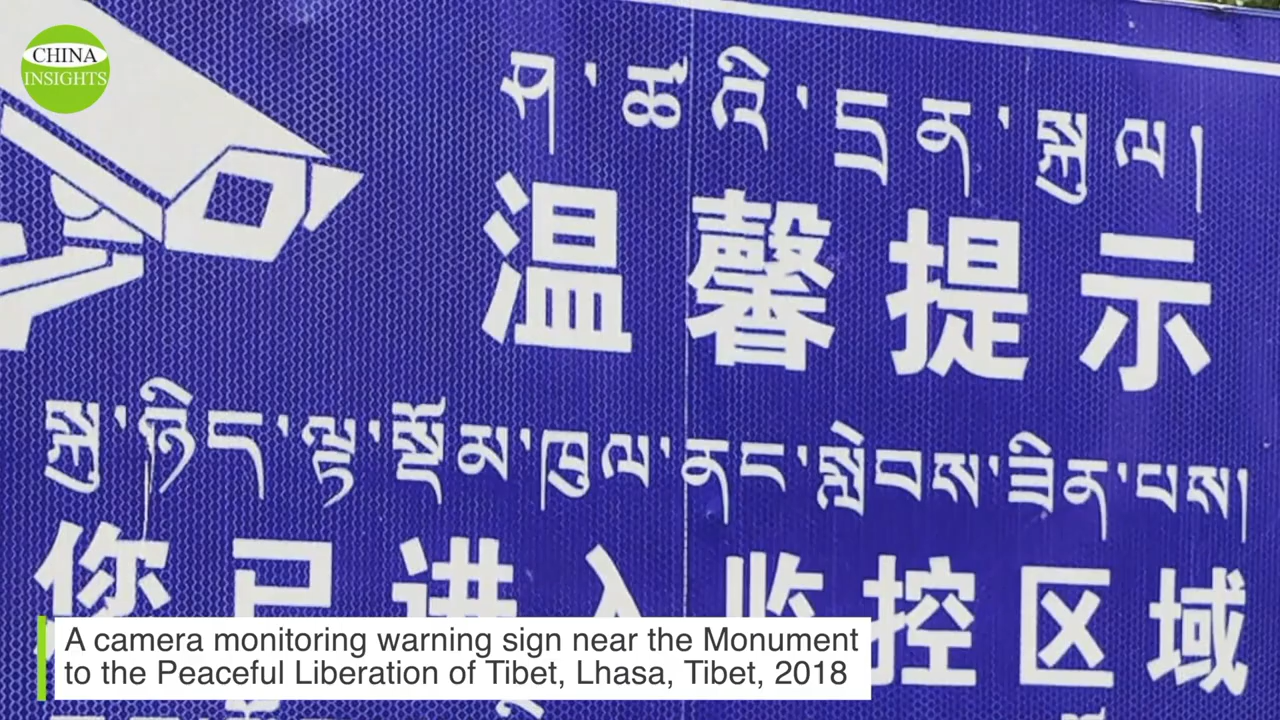 CHINA
INSIGHTS
ཤ་ཚའི་དྲན་སྐུལ།
温馨提示
སྐུ་ཉིད་ལྟ་སྡོམ་ཁུལ་ནང་སླེབས་ཟིན་པས།
你已进入监控区域
A camera monitoring warning sign near the Monument
to the Peaceful Liberation of Tibet, Lhasa, Tibet, 2018